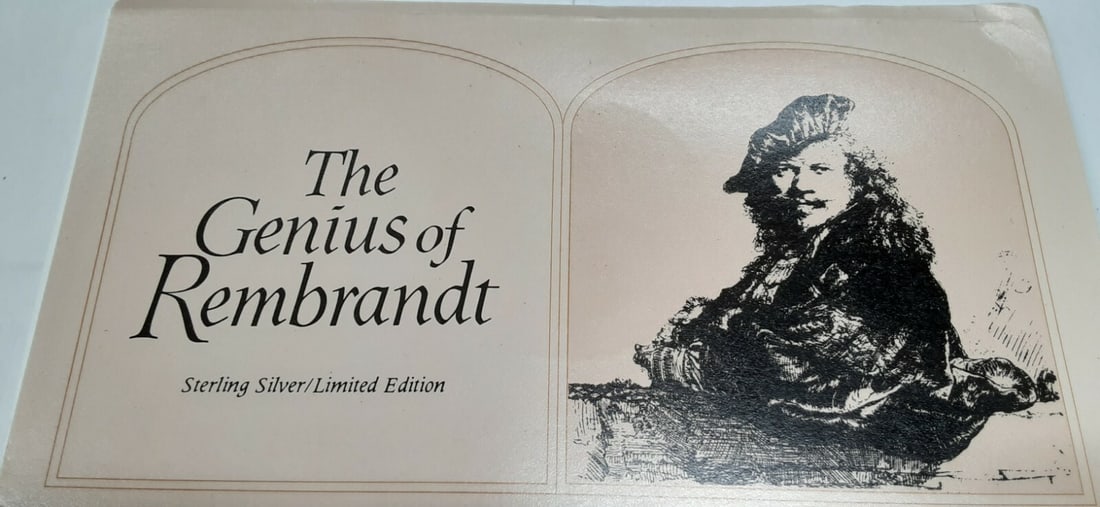 The
Genius of
Rembrandt
Sterling Silver/Limited Edition